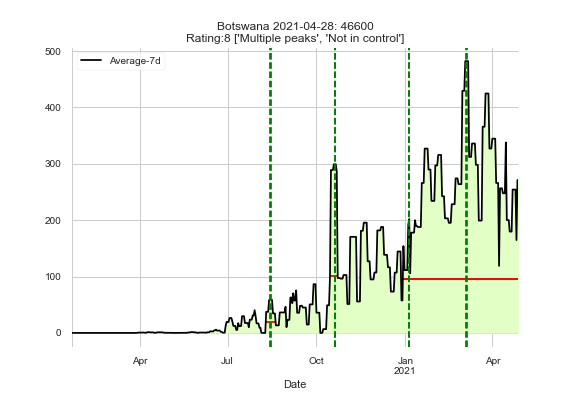 Botswana 2021-04-28: 46600
Rating:8 ['Multiple peaks', 'Not in control']
Average-7d
500
400
300
200
100
0
Apr Jul Oct Jan Apr
2021
Date